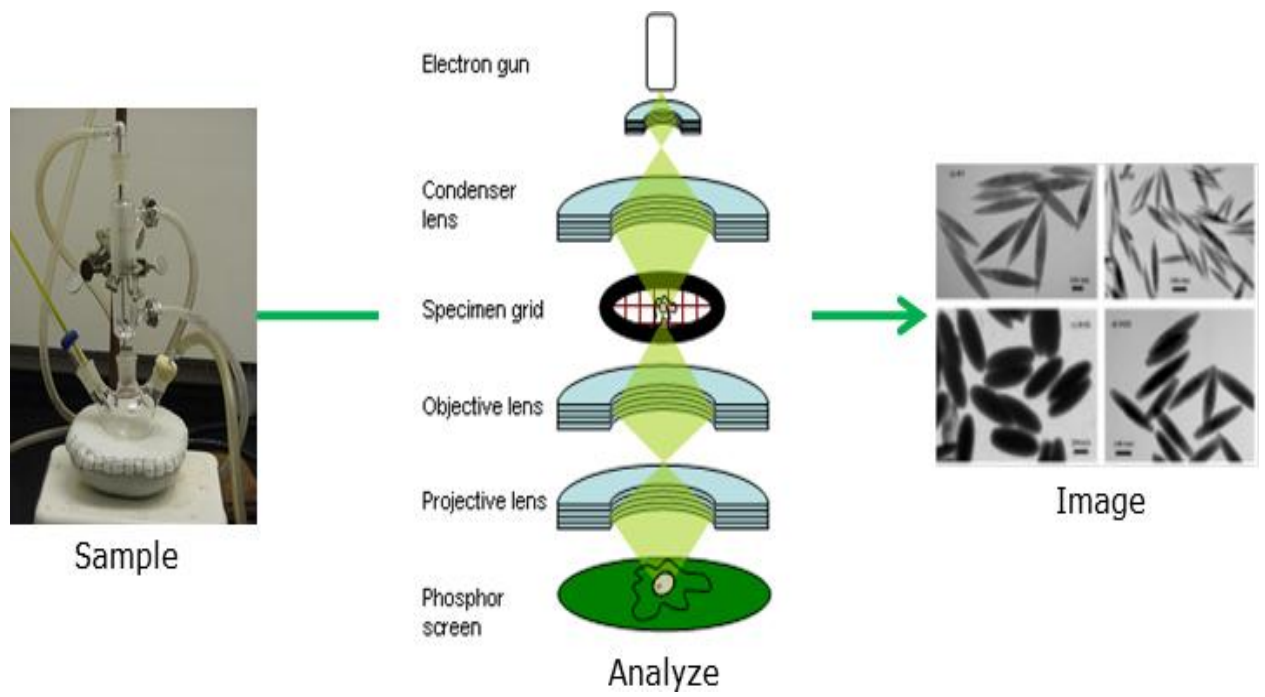 Electron gun
Condenser
lens
Specimen grid
Objective lens
Projective lens
Phosphor
screen
Sample
Analyze
Image